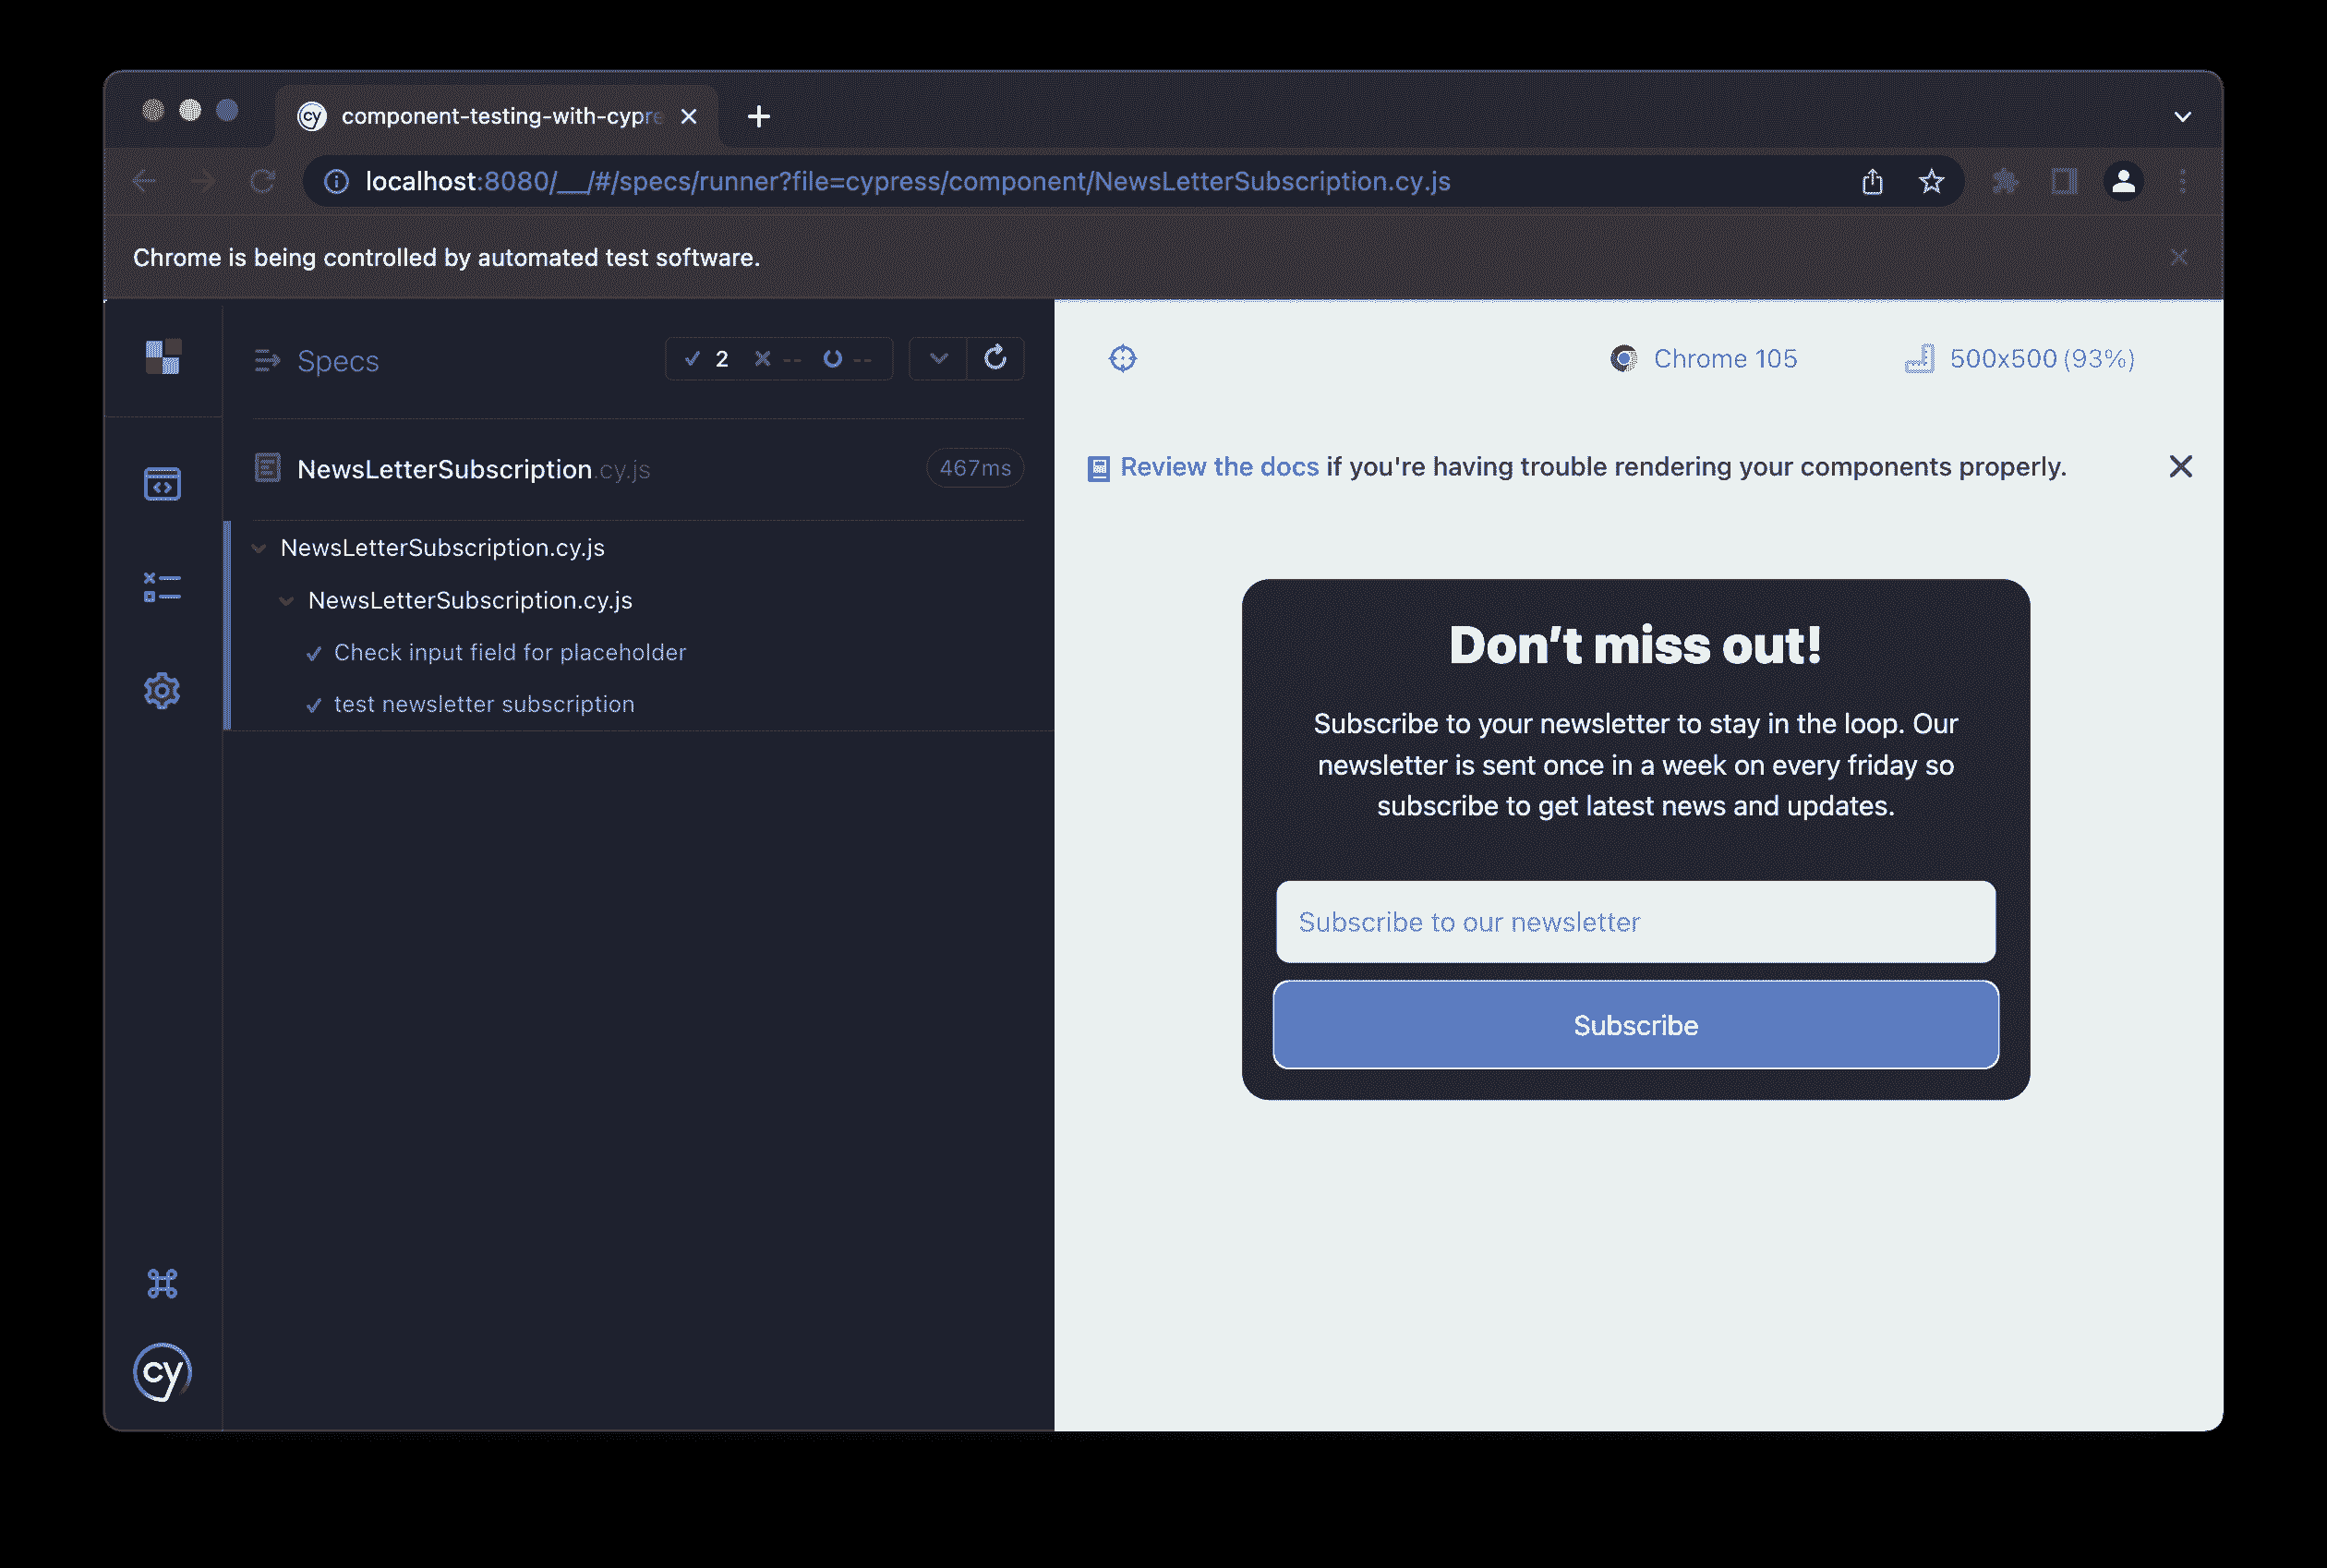 component-testing-with-cypre
localhost:8080/__/#/specs/runner?file=cypress/component/NewsLetterSubscription.cy.js
Chrome is being controlled by automated test software.
Specs
2 -- --
Chrome 105
500x500 (93%)
NewsLetterSubscription.cy.js
467ms
Review the docs if you're having trouble rendering your components properly.
NewsLetterSubscription.cy.js
NewsLetterSubscription.cy.js
Check input field for placeholder
test newsletter subscription
Don’t miss out!
Subscribe to your newsletter to stay in the loop. Our
newsletter is sent once in a week on every friday so
subscribe to get latest news and updates.
Subscribe to our newsletter
Subscribe
cy